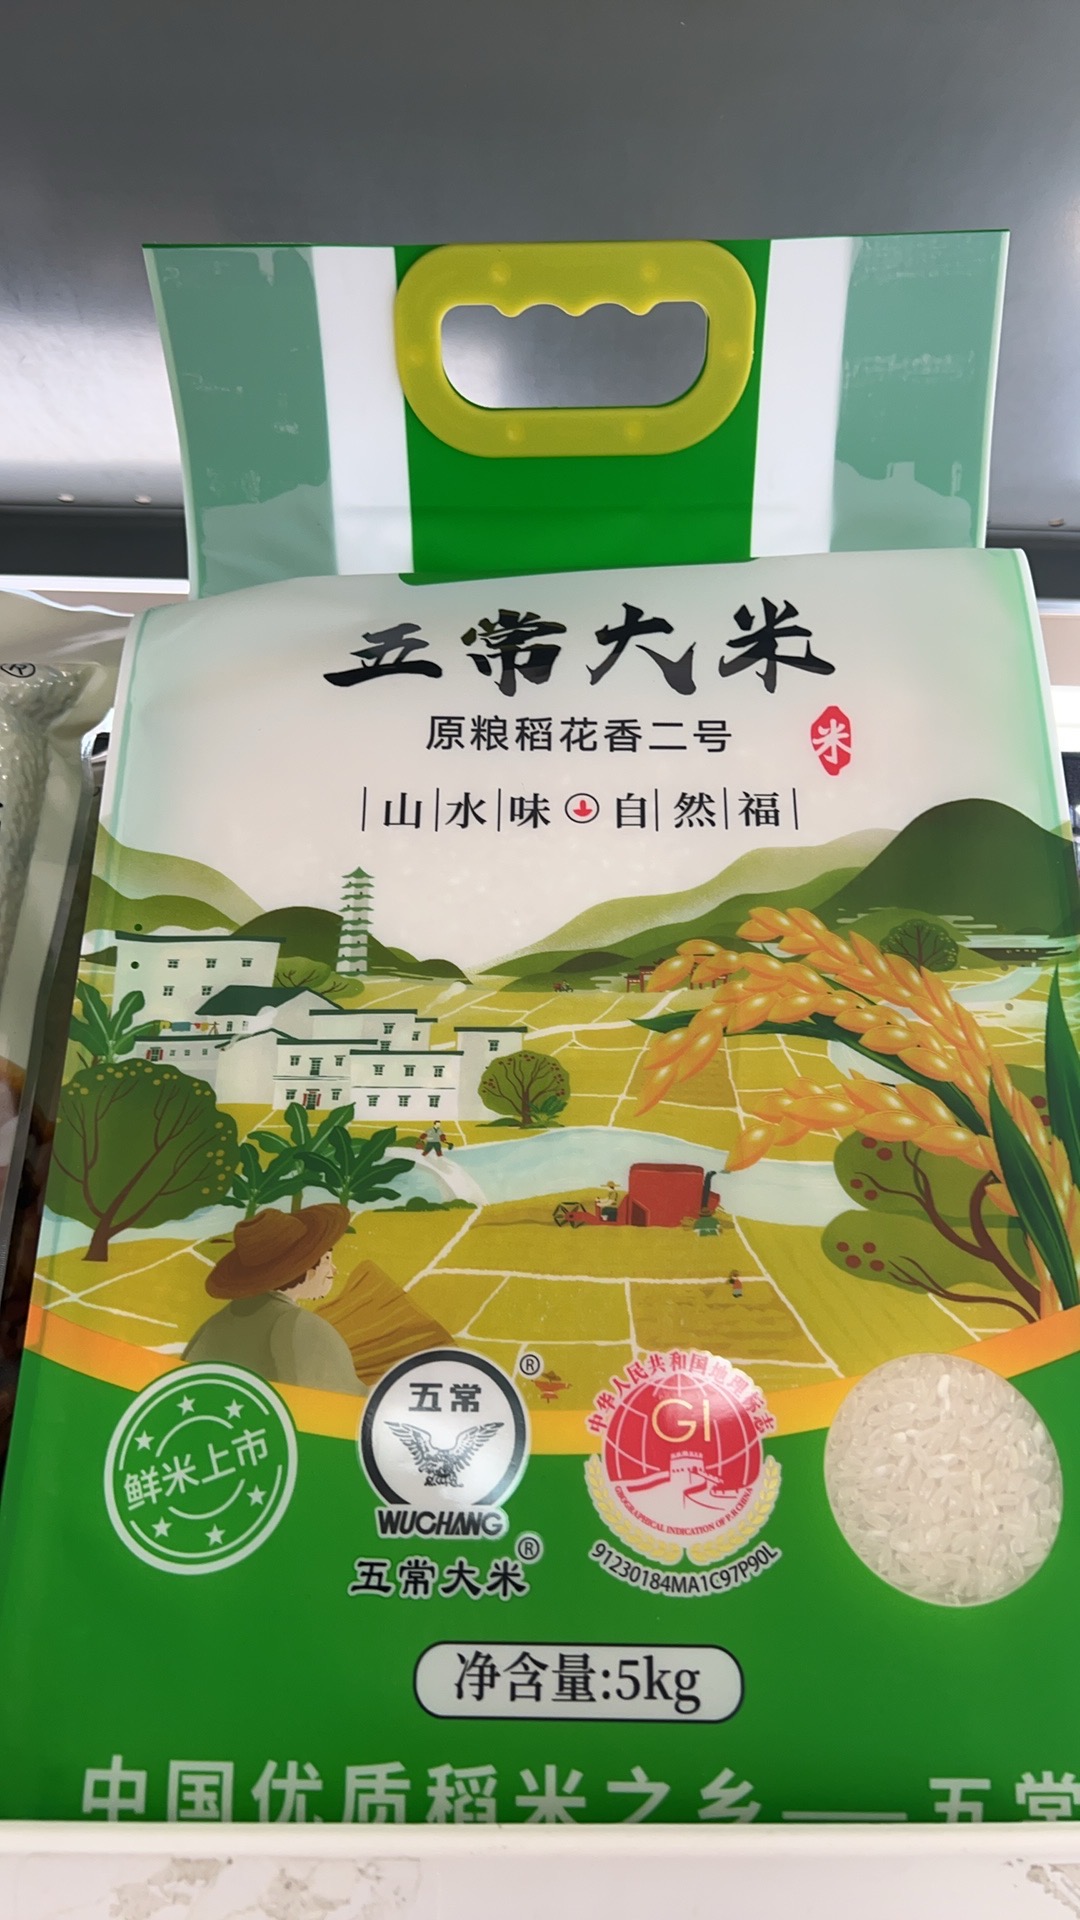 五常大米
原粮稻花香二号
米
山水味 自然福
鲜米上市
五常
®
WUCHANG
®
五常大米
中华人民共和国地理标志
GI
GEOGRAPHICAL INDICATION OF P.R CHINA
91230184MA1C97P90L
净含量:5kg
中国优质稻米之乡——五常
®